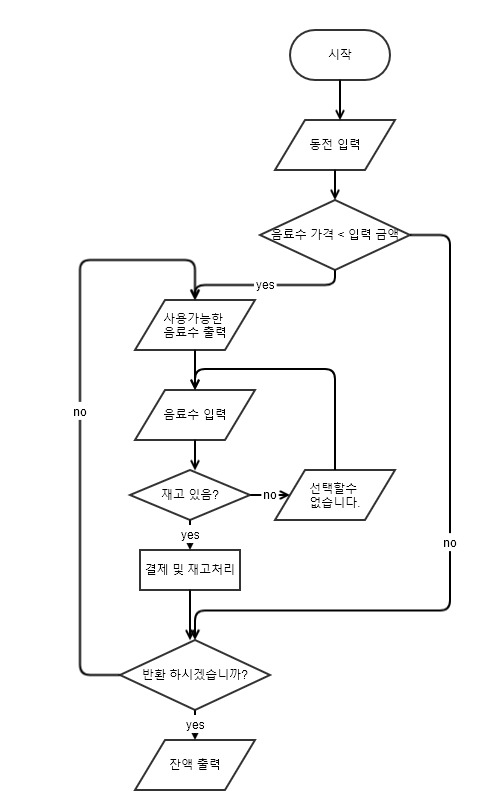 시작
동전 입력
음료수 가격 < 입력 금액
yes
사용가능한
음료수 출력
no
음료수 입력
재고 있음?
no
선택할수
없습니다.
yes
no
결제 및 재고처리
반환 하시겠습니까?
yes
잔액 출력